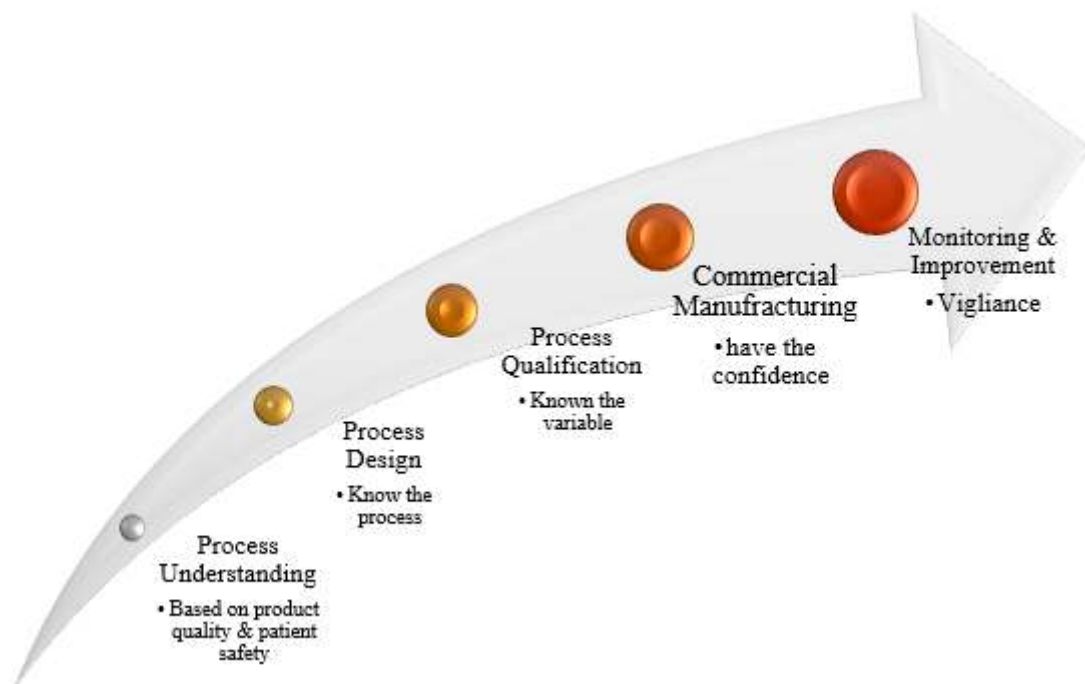 Process
Understanding
• Based on product
quality & patient
safety
Process
Design
• Know the
process
Process
Qualification
• Known the
variable
Commercial
Manufracturing
• have the
confidence
Monitoring &
Improvement
• Vigliance